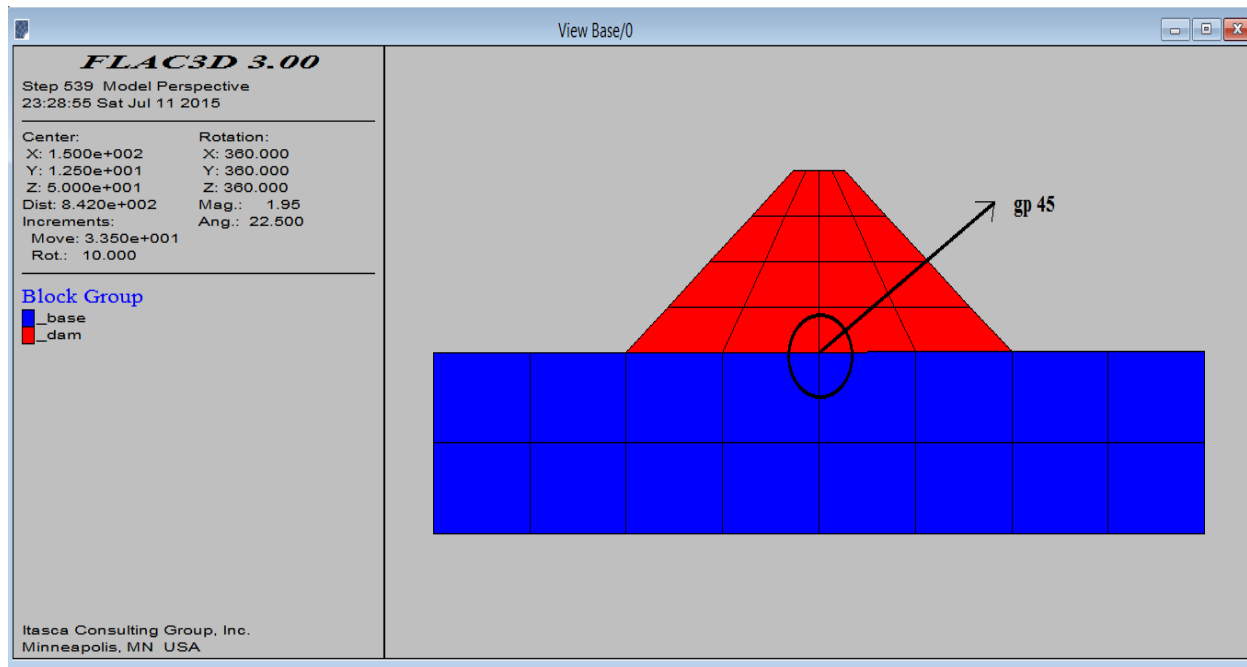 View Base/0
FLAC3D 3.00
Step 539 Model Perspective
23:28:55 Sat Jul 11 2015
Center:
X: 1.500e+002
Y: 1.250e+001
Z: 5.000e+001
Dist: 8.420e+002
Increments:
Move: 3.350e+001
Rot.: 10.000
Rotation:
X: 360.000
Y: 360.000
Z: 360.000
Mag.: 1.95
Ang.: 22.500
Block Group
_base
_dam
Itasca Consulting Group, Inc.
Minneapolis, MN USA
gp 45